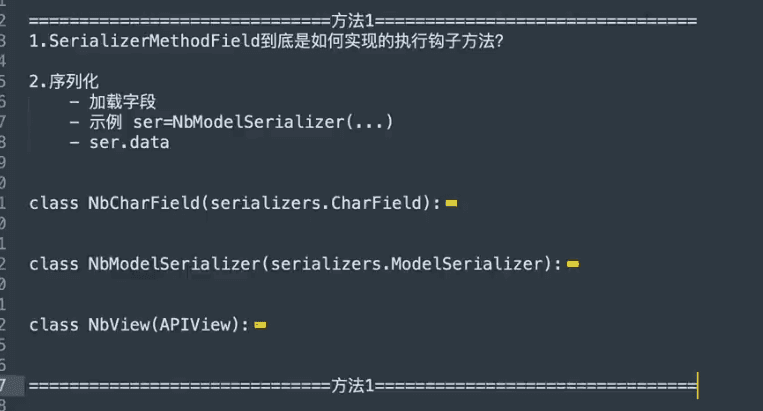 2 ==============================方法1================================
3 1.SerializerMethodField到底是如何实现的执行钩子方法?
4
5 2.序列化
6 - 加载字段
7 - 示例 ser=NbModelSerializer(...)
8 - ser.data
9
0
1 class NbCharField(serializers.CharField):
0
1
2 class NbModelSerializer(serializers.ModelSerializer):
0
1
2 class NbView(APIView):
5
6
7 ==============================方法1================================
8